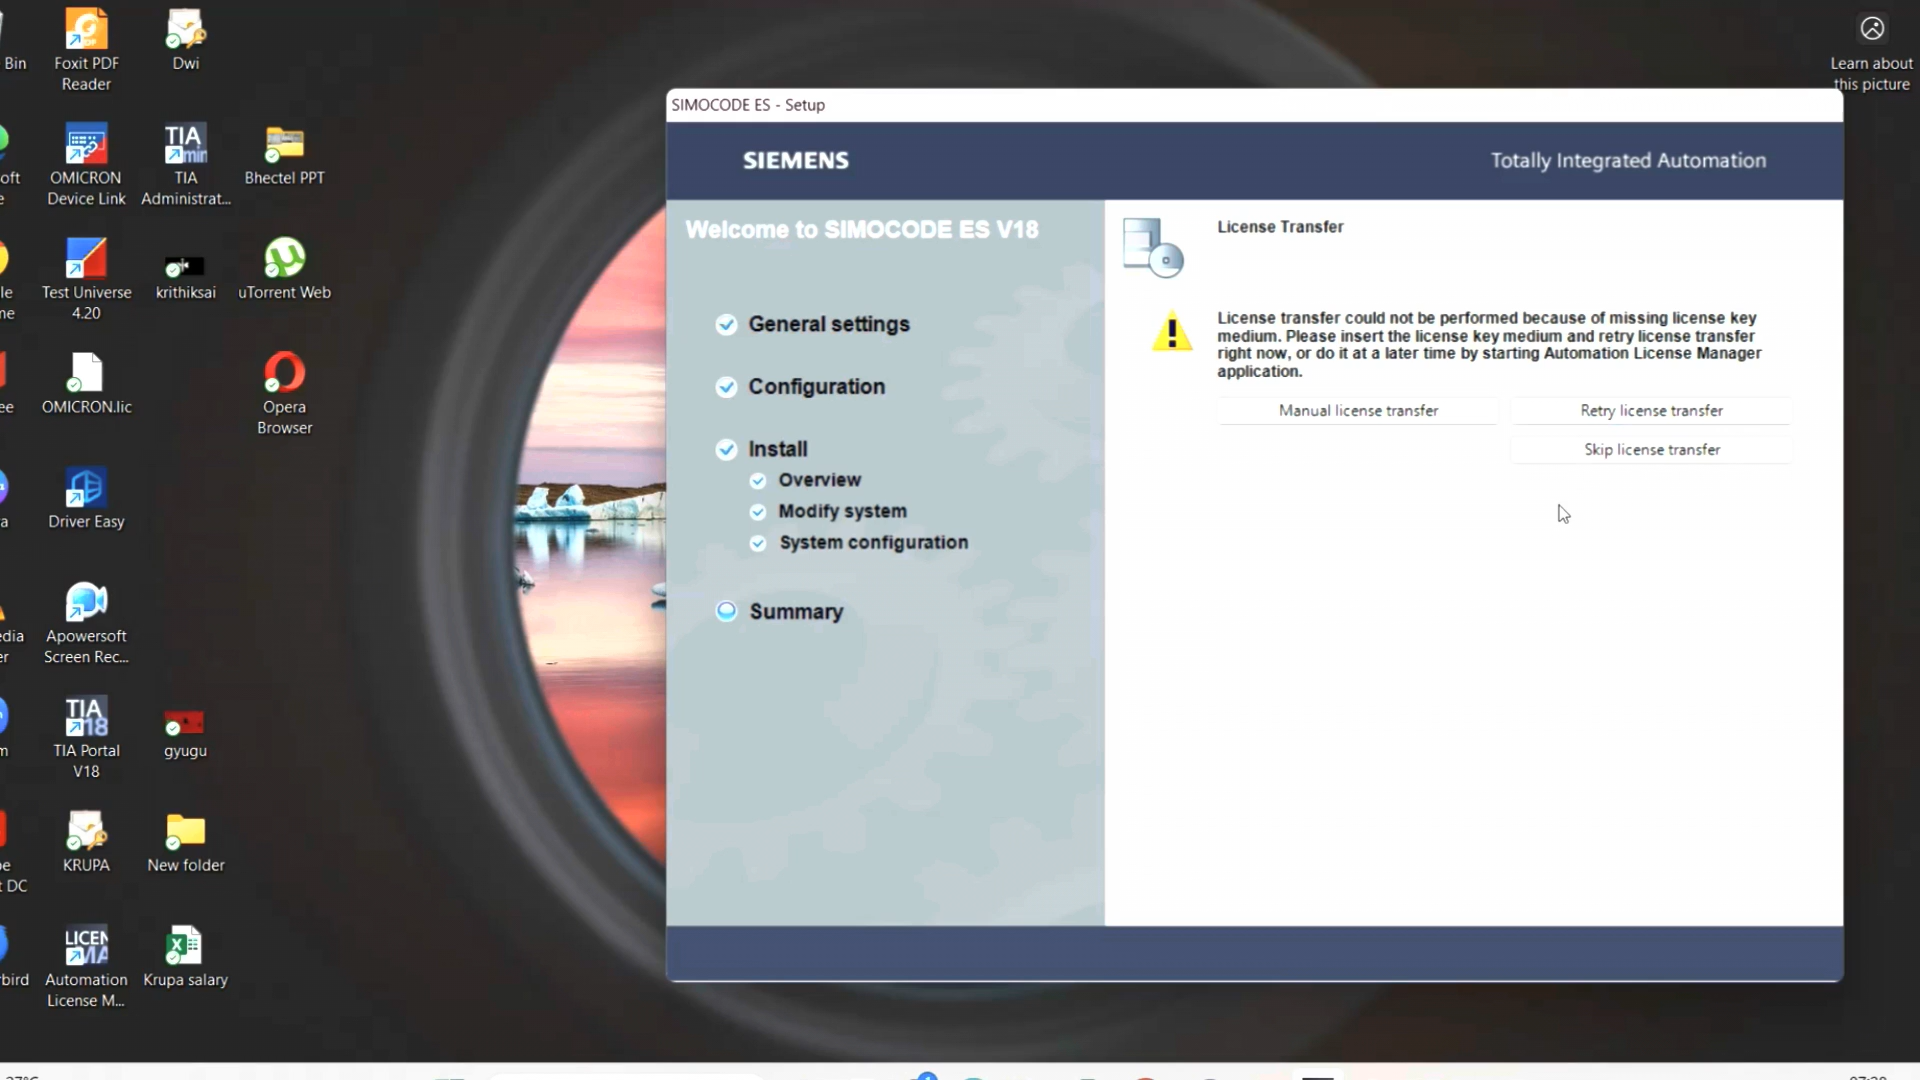 Bin
Foxit PDF
Reader
Dwi
Learn about
this picture
OMICRON
Device Link
TIA
Administrat...
Bhectel PPT
Test Universe
4.20
krithiksai
uTorrent Web
OMICRON.lic
Opera
Browser
Driver Easy
Apowersoft
Screen Rec...
TIA
18
TIA Portal
V18
gyugu
KRUPA
New folder
DC
Automation
License M...
Krupa salary
SIMOCODE ES - Setup
SIEMENS
Totally Integrated Automation
Welcome to SIMOCODE ES V18
General settings
Configuration
Install
Overview
Modify system
System configuration
Summary
License Transfer
License transfer could not be performed because of missing license key
medium. Please insert the license key medium and retry license transfer
right now, or do it at a later time by starting Automation License Manager
application.
Manual license transfer
Retry license transfer
Skip license transfer